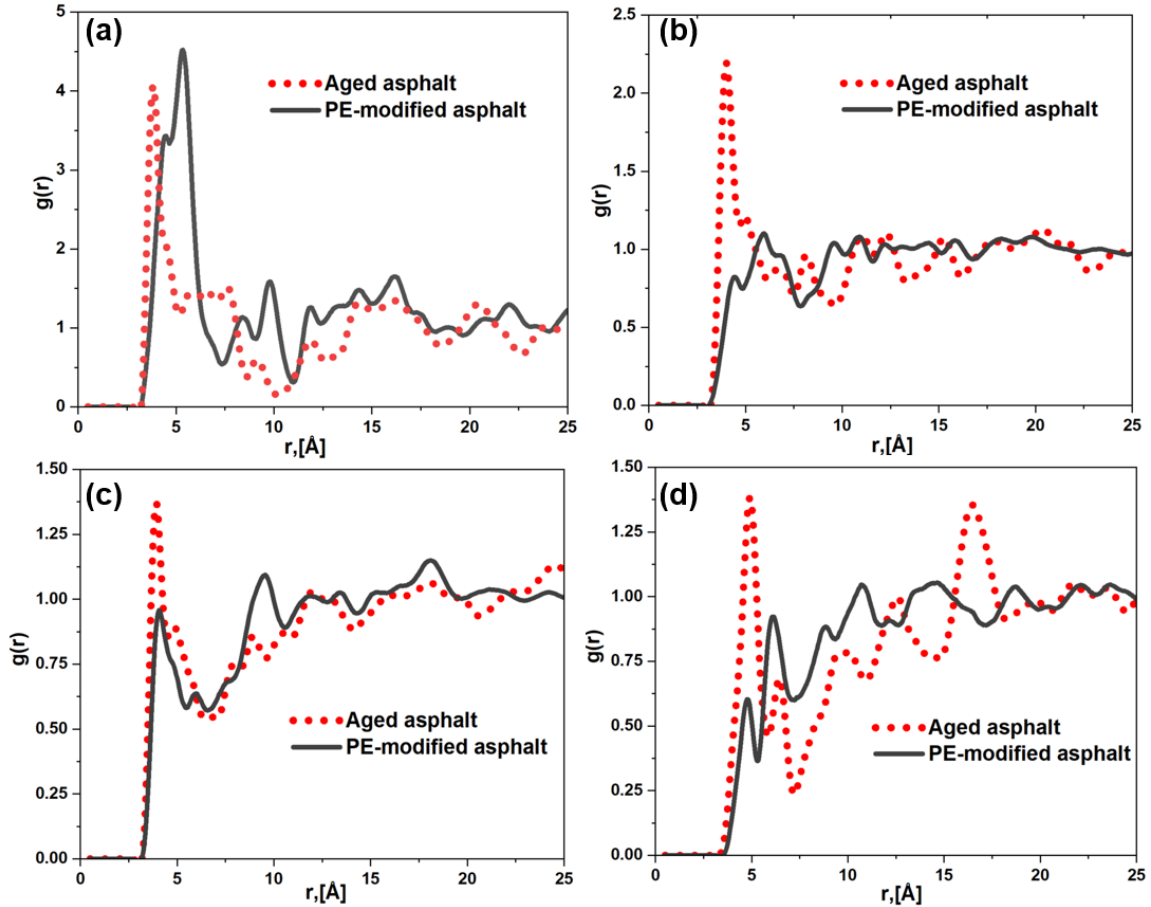 (a)
5
4
3
2
1
0
g(r)
Aged asphalt
PE-modified asphalt
0 5 10 15 20 25
r,[Å]
(b)
2.5
2.0
1.5
1.0
0.5
0.0
g(r)
Aged asphalt
PE-modified asphalt
0 5 10 15 20 25
r,[Å]
(c)
1.50
1.25
1.00
0.75
0.50
0.25
0.00
g(r)
Aged asphalt
PE-modified asphalt
0 5 10 15 20 25
r,[Å]
(d)
1.50
1.25
1.00
0.75
0.50
0.25
0.00
g(r)
Aged asphalt
PE-modified asphalt
0 5 10 15 20 25
r,[Å]